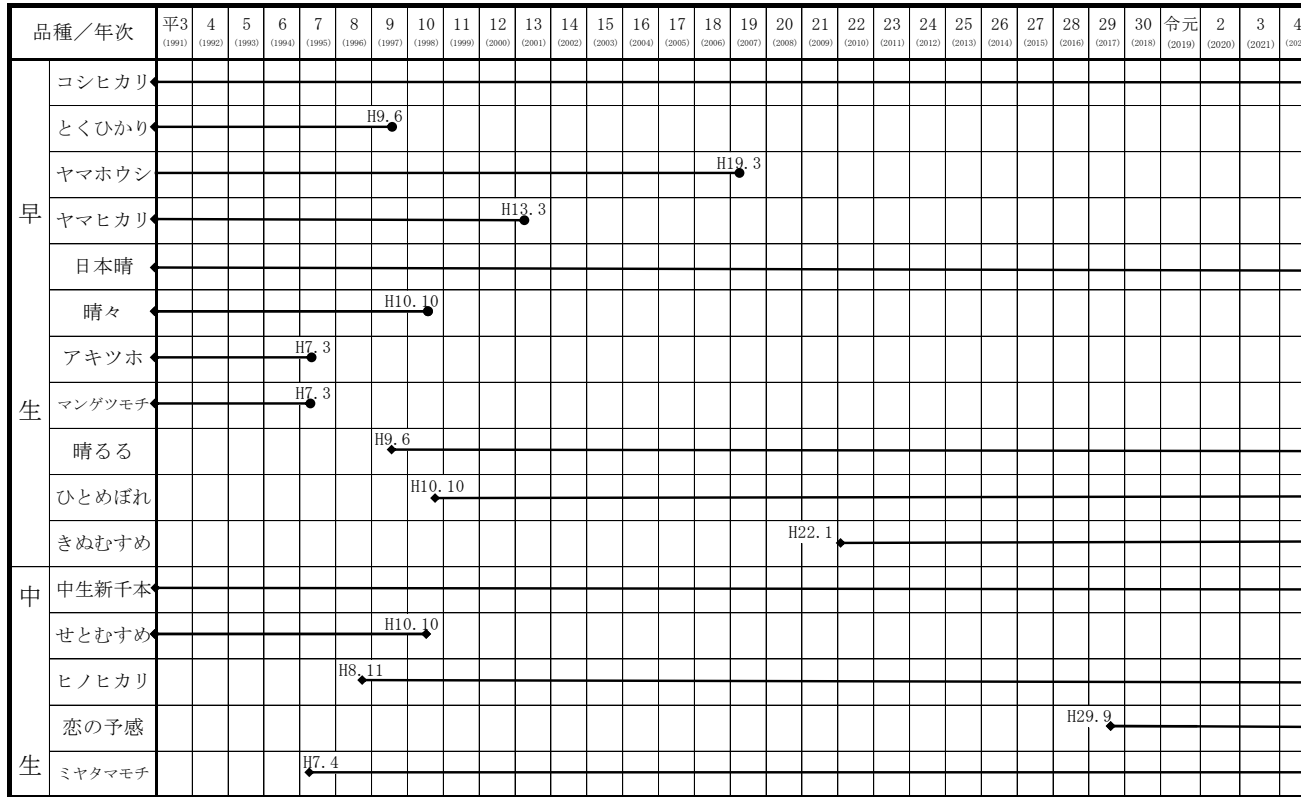 品種／年次 平3 4 5 6 7 8 9 10 11 12 13 14 15 16 17 18 19 20 21 22 23 24 25 26 27 28 29 30 令元 2 3 4
(1991) (1992) (1993) (1994) (1995) (1996) (1997) (1998) (1999) (2000) (2001) (2002) (2003) (2004) (2005) (2006) (2007) (2008) (2009) (2010) (2011) (2012) (2013) (2014) (2015) (2016) (2017) (2018) (2019) (2020) (2021)
早生
コシヒカリ
とくひかり H9.6
ヤマホウシ H19.3
ヤマヒカリ H13.3
日本晴
晴々 H10.10
アキツホ H7.3
マンゲツモチ H7.3
晴るる H9.6
ひとめぼれ H10.10
きぬむすめ H22.1
中生
中生新千本
せとむすめ H10.10
ヒノヒカリ H8.11
恋の予感 H29.9
ミヤタマモチ H7.4